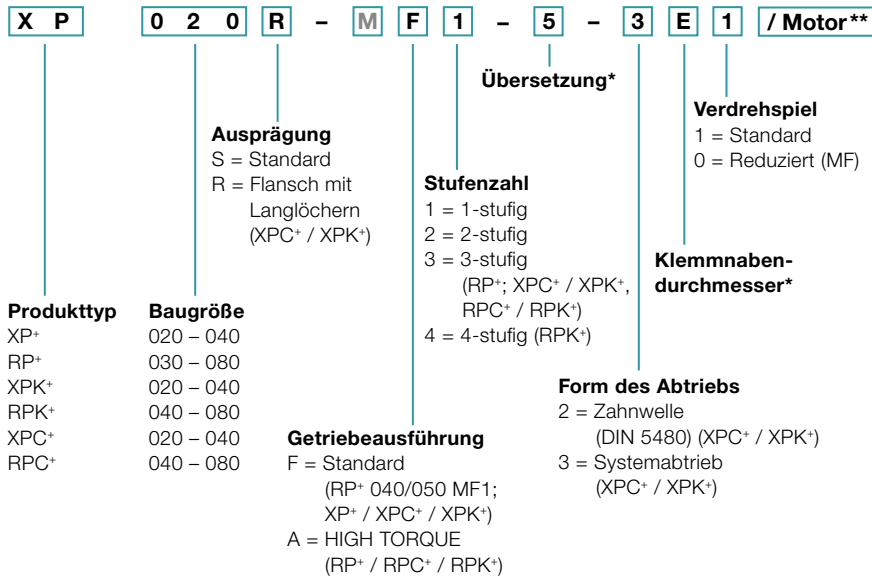 X P 0 2 0 R – M F 1 – 5 – 3 E 1 / Motor**
Übersetzung*
Verdrehspiel
1 = Standard
0 = Reduziert (MF)
Ausprägung
S = Standard
R = Flansch mit
Langlöchern
(XPC+ / XPK+)
Stufenzahl
1 = 1-stufig
2 = 2-stufig
3 = 3-stufig
(RP+; XPC+ / XPK+,
RPC+ / RPK+)
4 = 4-stufig (RPK+)
Klemmnaben-
durchmesser*
Produkttyp Baugröße
XP+ 020 – 040
RP+ 030 – 080
XPK+ 020 – 040
RPK+ 040 – 080
XPC+ 020 – 040
RPC+ 040 – 080
Form des Abtriebs
2 = Zahnwelle
(DIN 5480) (XPC+ / XPK+)
3 = Systemabtrieb
(XPC+ / XPK+)
Getriebeausführung
F = Standard
(RP+ 040/050 MF1;
XP+ / XPC+ / XPK+)
A = HIGH TORQUE
(RP+ / RPC+ / RPK+)